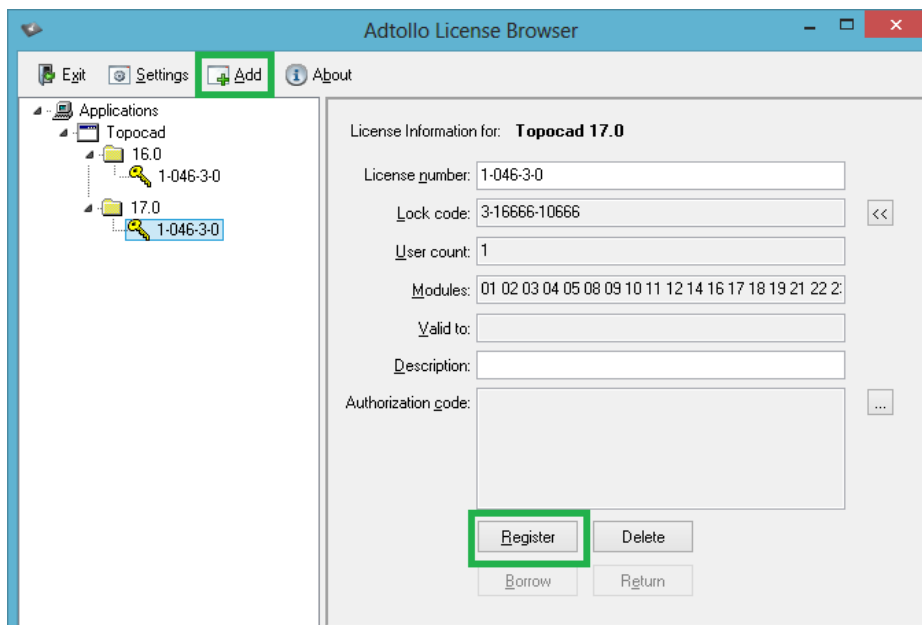 Adtollo License Browser
Exit Settings Add About
Applications
Topocad
16.0
1-046-3-0
17.0
1-046-3-0
License Information for: Topocad 17.0
License number: 1-046-3-0
Lock code: 3-16666-10666 <<
User count: 1
Modules: 01 02 03 04 05 08 09 10 11 12 14 16 17 18 19 21 22
Valid to:
Description:
Authorization code: ...
Register Delete
Borrow Return